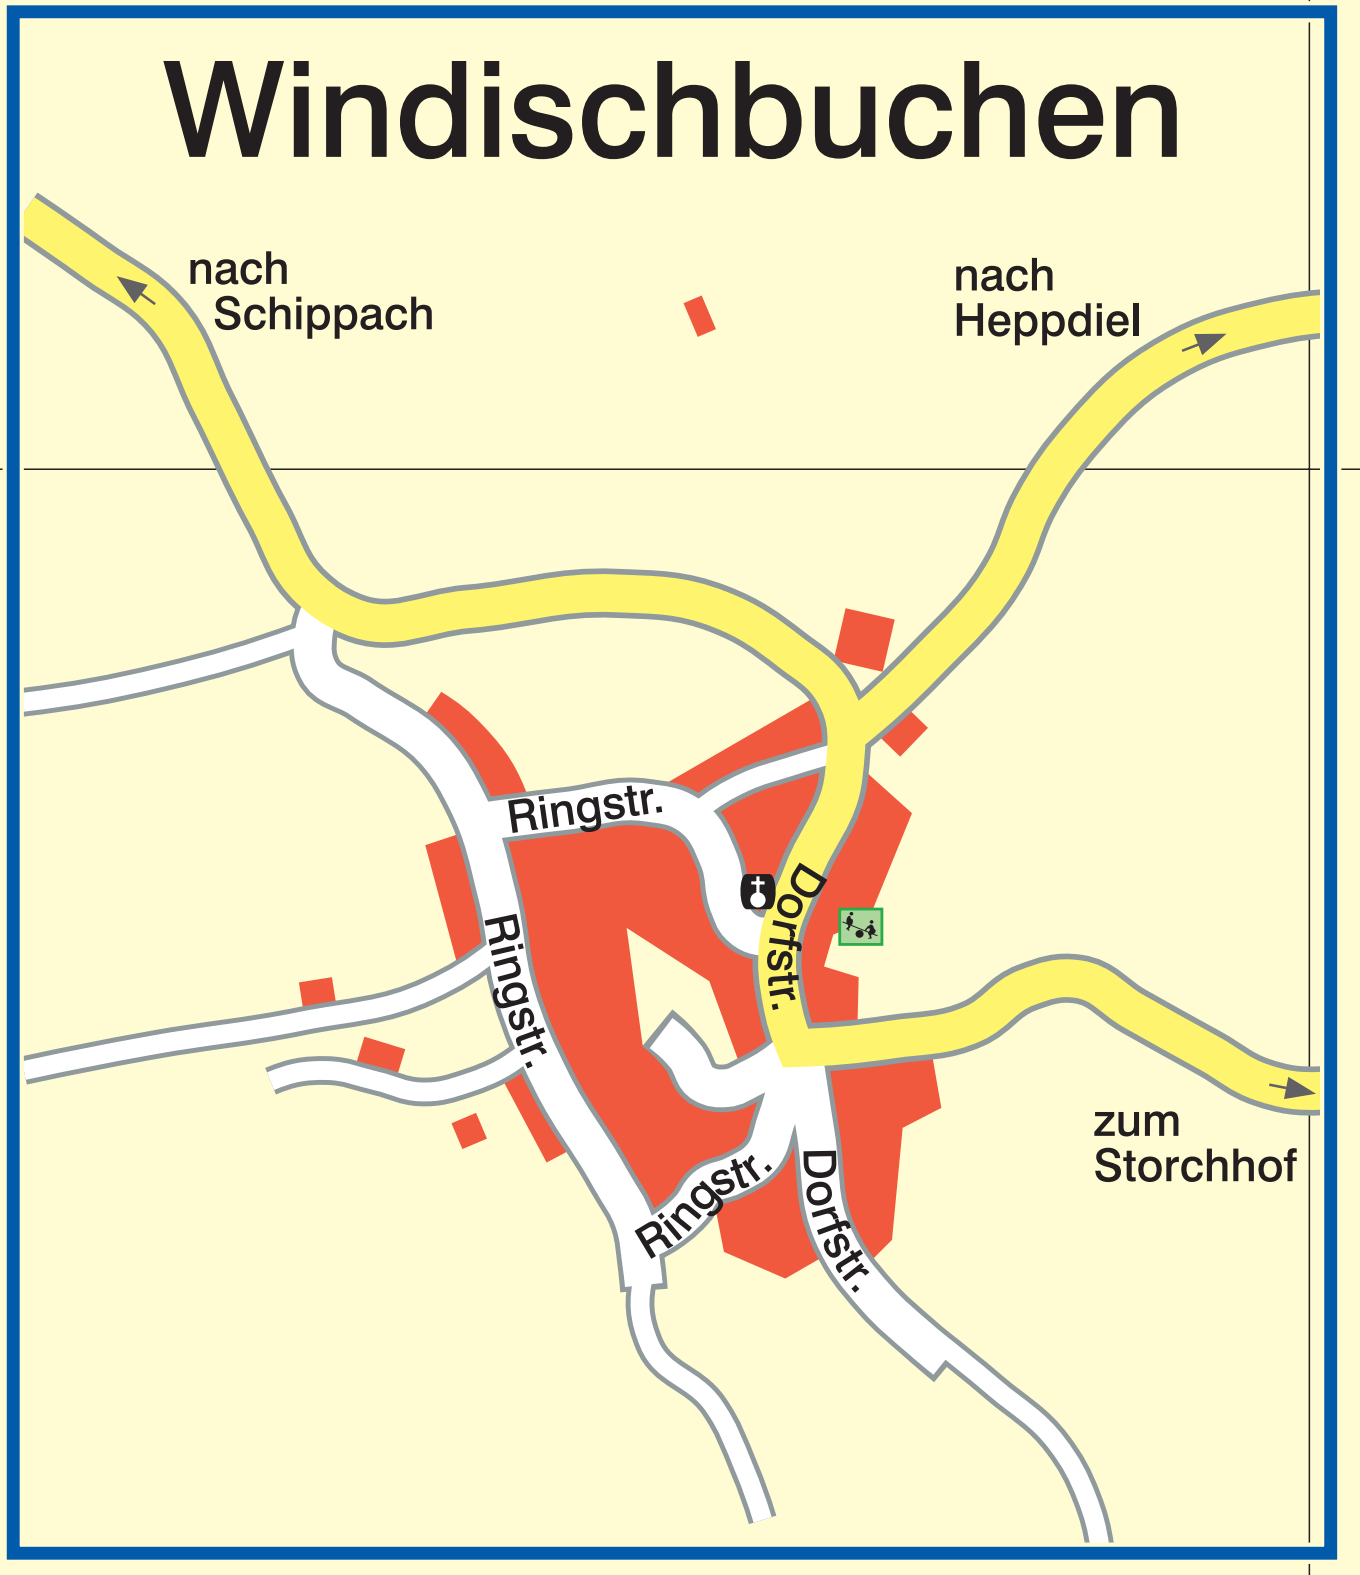 Windischbuchen
nach
Schippach
nach
Heppdiel
Ringstr.
Dorfstr.
Ringstr.
zum
Storchhof
Ringstr.
Dorfstr.